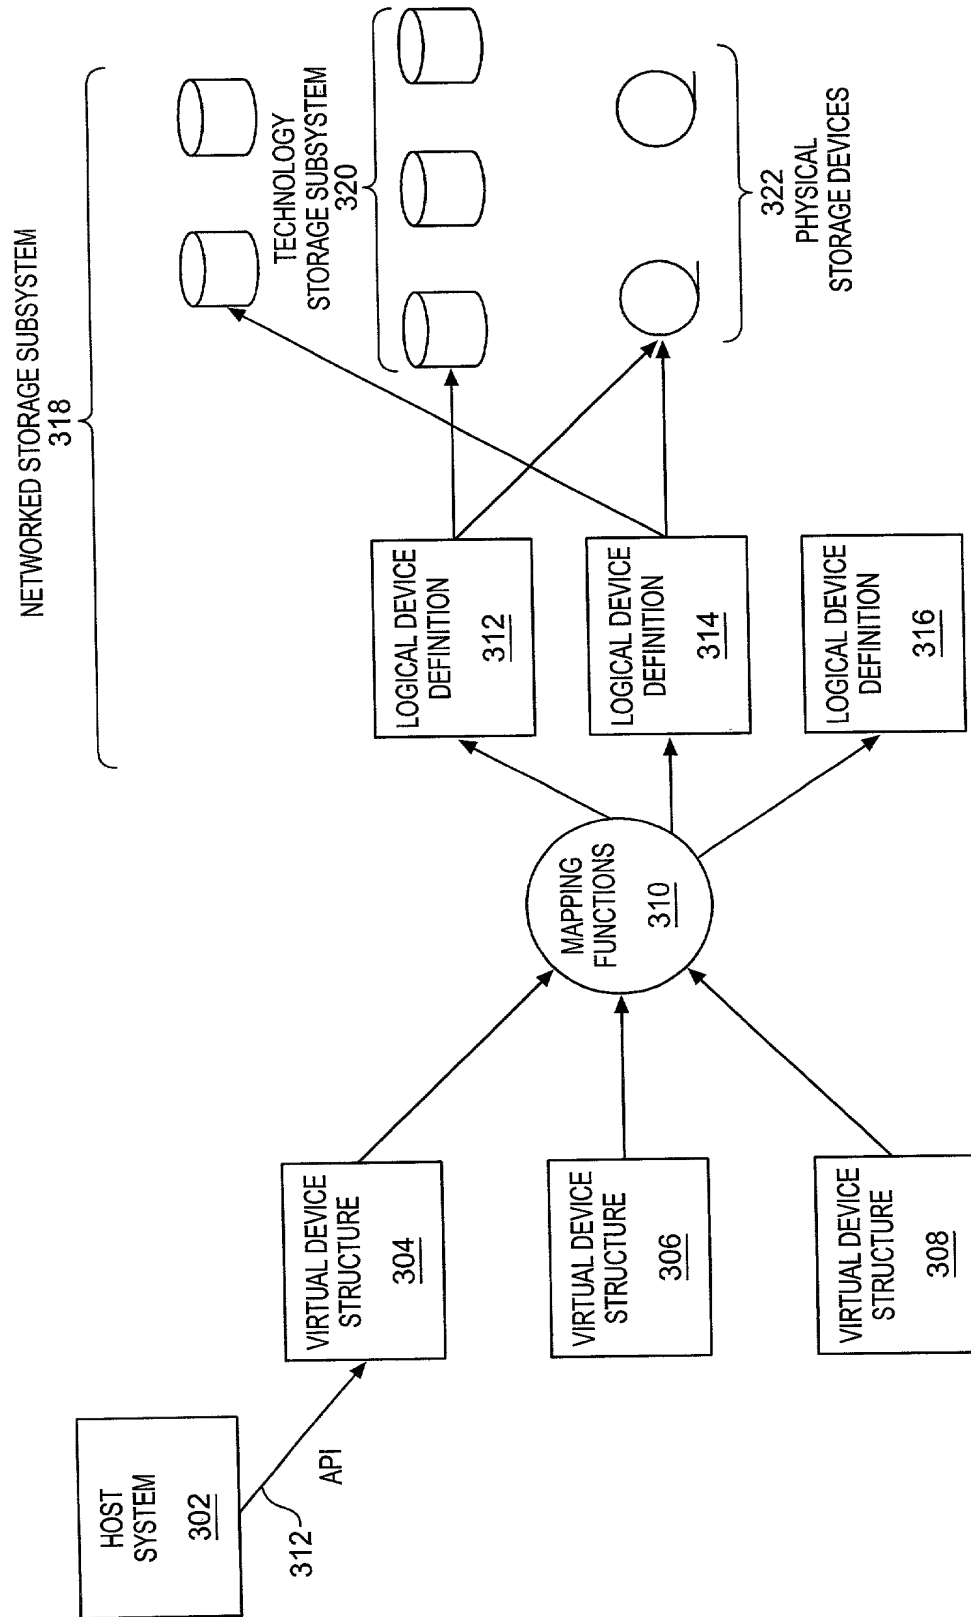 NETWORKED STORAGE SUBSYSTEM
318
TECHNOLOGY
STORAGE SUBSYSTEM
320
322
PHYSICAL
STORAGE DEVICES
HOST
SYSTEM
302
312
API
VIRTUAL DEVICE
STRUCTURE
304
VIRTUAL DEVICE
STRUCTURE
306
VIRTUAL DEVICE
STRUCTURE
308
MAPPING
FUNCTIONS
310
LOGICAL DEVICE
DEFINITION
312
LOGICAL DEVICE
DEFINITION
314
LOGICAL DEVICE
DEFINITION
316